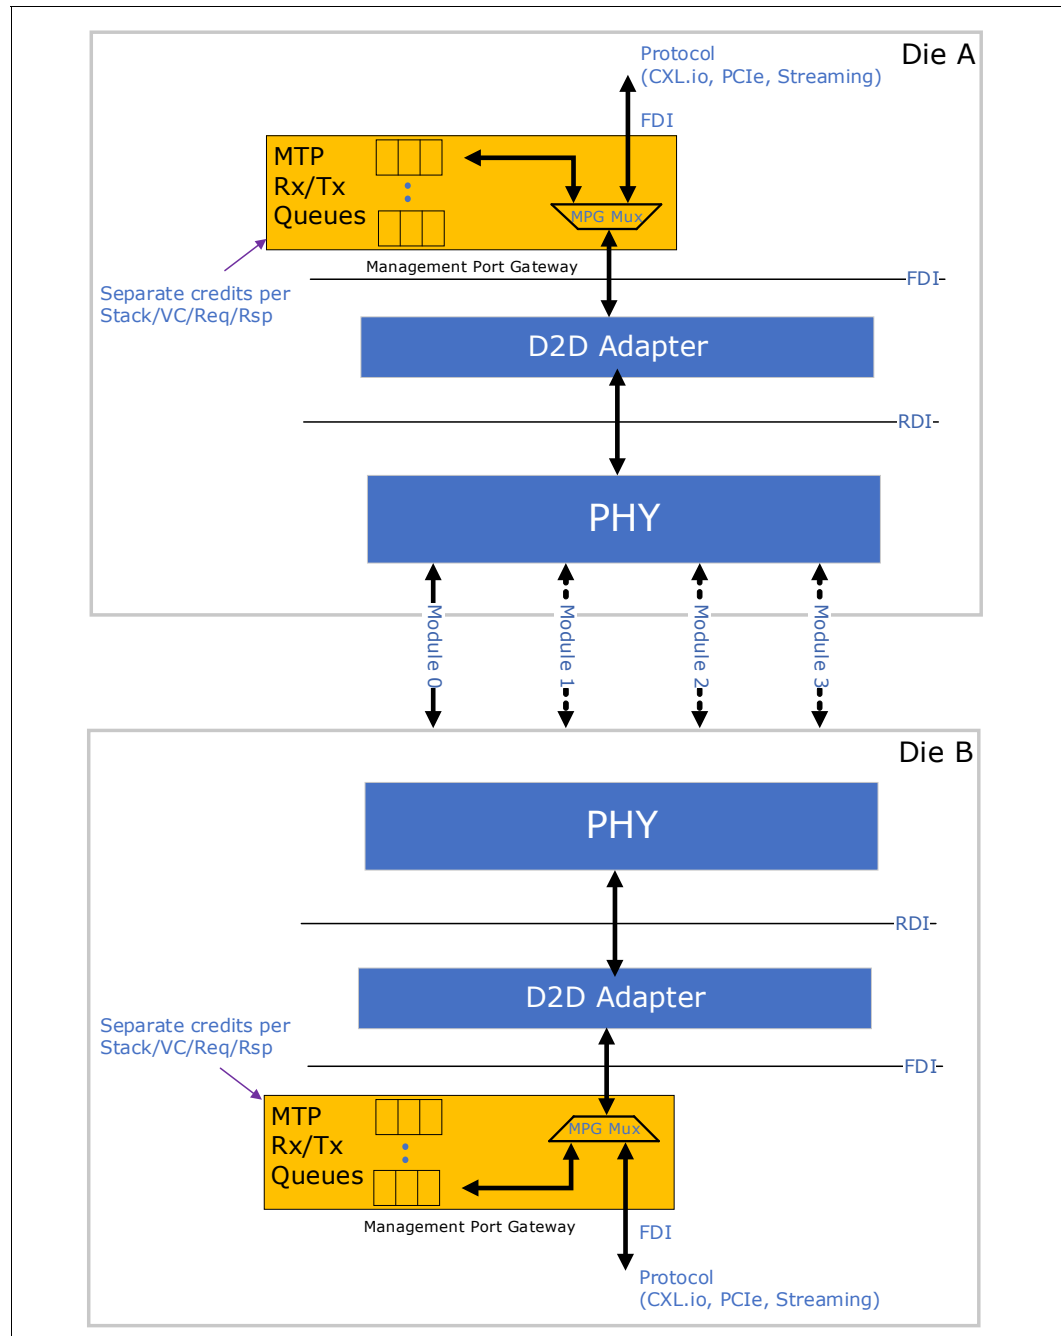 Die A
Protocol
(CXL.io, PCIe, Streaming)
FDI
MTP
Rx/Tx
Queues
MPG Mux
Management Port Gateway
Separate credits per
Stack/VC/Req/Rsp
FDI
D2D Adapter
RDI
PHY
Module 0
Module 1
Module 2
Module 3
Die B
PHY
RDI
D2D Adapter
Separate credits per
Stack/VC/Req/Rsp
FDI
MTP
Rx/Tx
Queues
MPG Mux
Management Port Gateway
FDI
Protocol
(CXL.io, PCIe, Streaming)